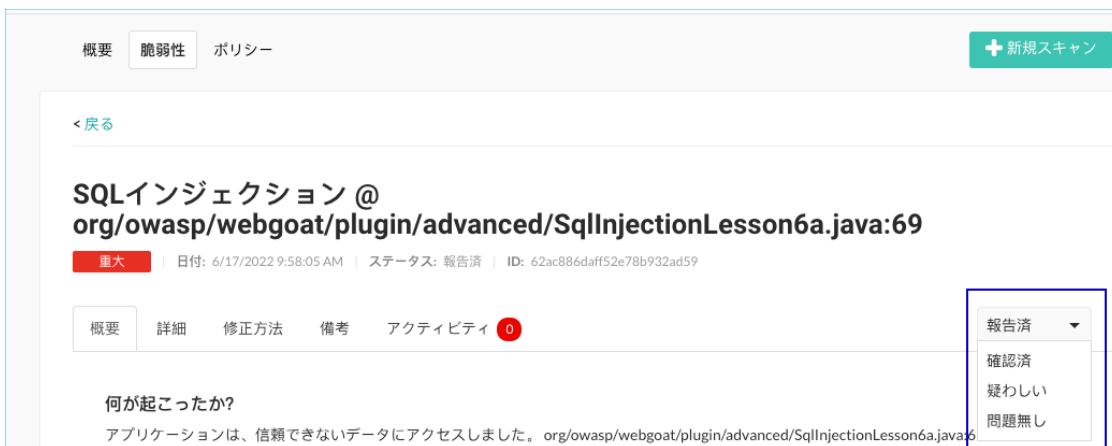 概要 脆弱性 ポリシー 新規スキャン
< 戻る
SQLインジェクション @
org/owasp/webgoat/plugin/advanced/SqlInjectionLesson6a.java:69
重大 | 日付: 6/17/2022 9:58:05 AM | ステータス: 報告済 | ID: 62ac886daff52e78b932ad59
概要 詳細 修正方法 備考 アクティビティ 0 報告済
確認済
疑わしい
問題無し
何が起こったか?
アプリケーションは、信頼できないデータにアクセスしました。 org/owasp/webgoat/plugin/advanced/SqlInjectionLesson6a.java:6